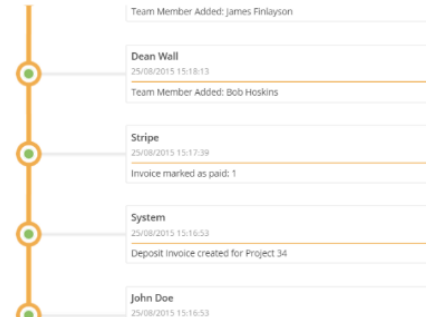 Team Member Added: James Finlayson
Dean Wall
25/08/2015 15:18:13
Team Member Added: Bob Hoskins
Stripe
25/08/2015 15:17:39
Invoice marked as paid: 1
System
25/08/2015 15:16:53
Deposit Invoice created for Project 34
John Doe
25/08/2015 15:16:53